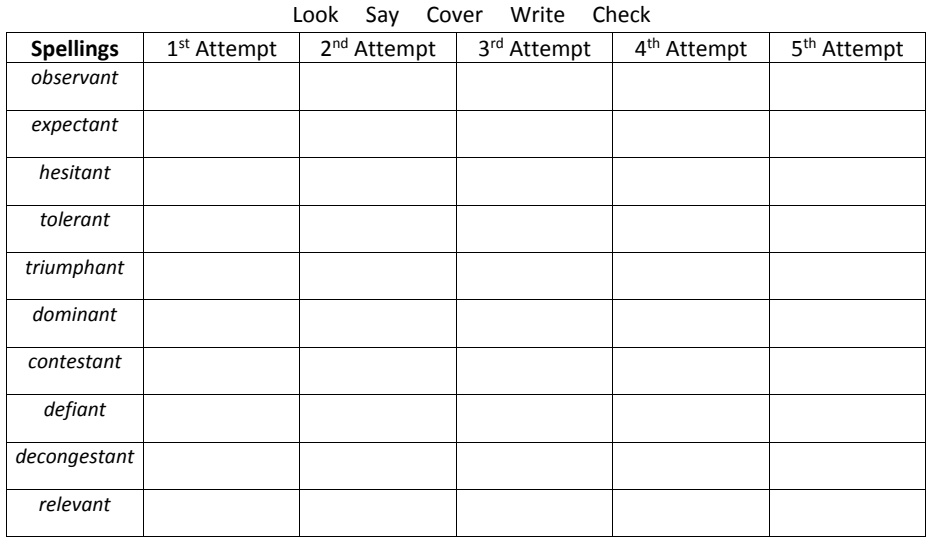 Look Say Cover Write Check
Spellings 1st Attempt 2nd Attempt 3rd Attempt 4th Attempt 5th Attempt
observant
expectant
hesitant
tolerant
triumphant
dominant
contestant
defiant
decongestant
relevant